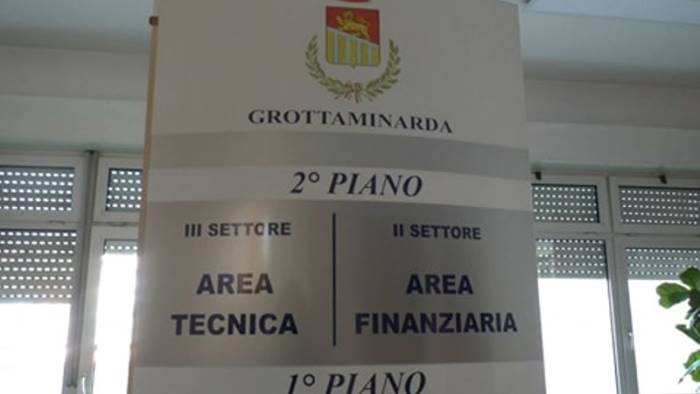 GROTTAMINARDA
2° PIANO
III SETTORE
AREA
TECNICA
II SETTORE
AREA
FINANZIARIA
1° PIANO